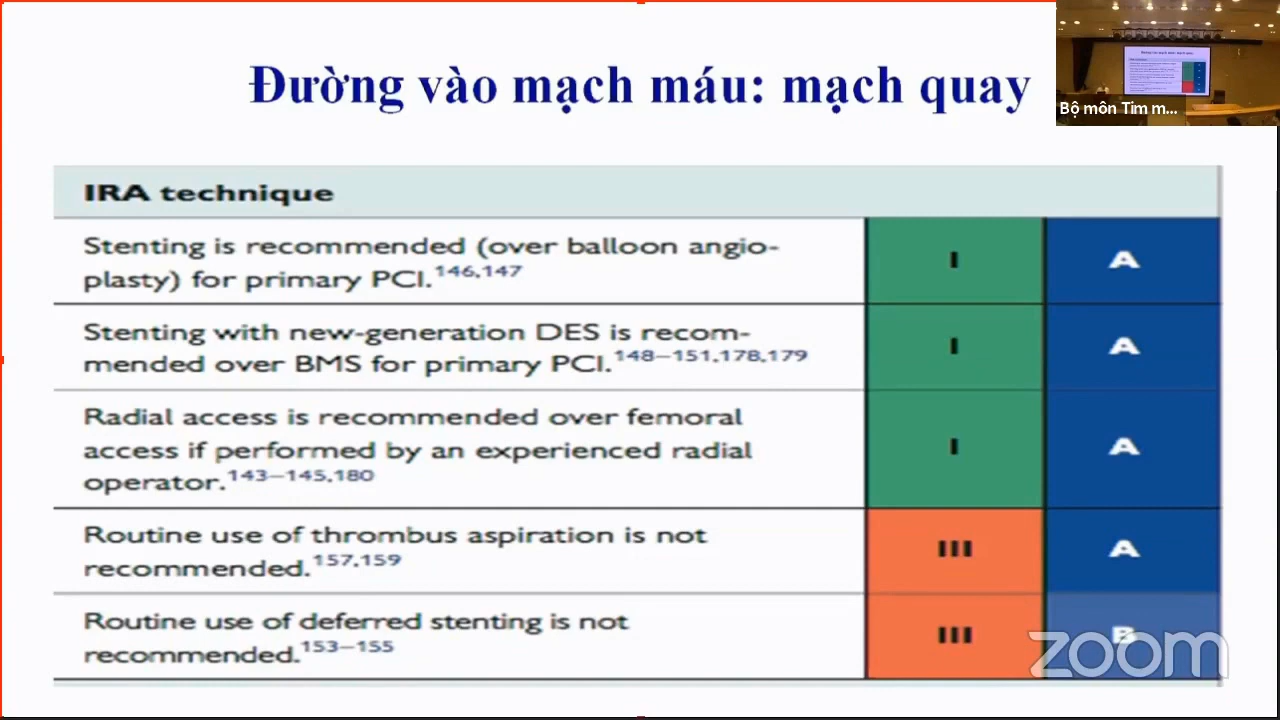 Đường vào mạch máu: mạch quay
Bộ môn Tim m...
IRA technique
Stenting is recommended (over balloon angio-
plasty) for primary PCI.146,147
I
A
Stenting with new-generation DES is recom-
mended over BMS for primary PCI.148–151,178,179
I
A
Radial access is recommended over femoral
access if performed by an experienced radial
operator.143–145,180
I
A
Routine use of thrombus aspiration is not
recommended.157,159
III
A
Routine use of deferred stenting is not
recommended.153–155
III
B
zoom